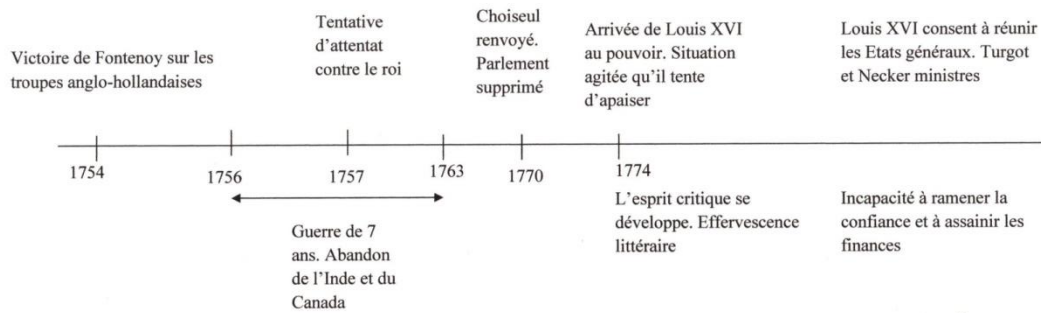 Victoire de Fontenoy sur les
troupes anglo-hollandaises
Tentative
d’attentat
contre le roi
Choiseul
renvoyé.
Parlement
supprimé
Arrivée de Louis XVI
au pouvoir. Situation
agitée qu’il tente
d’apaiser
Louis XVI consent à réunir
les Etats généraux. Turgot
et Necker ministres
1754
1756
1757
1763
1770
1774
Guerre de 7
ans. Abandon
de l’Inde et du
Canada
L’esprit critique se
développe. Effervescence
littéraire
Incapacité à ramener la
confiance et à assainir les
finances